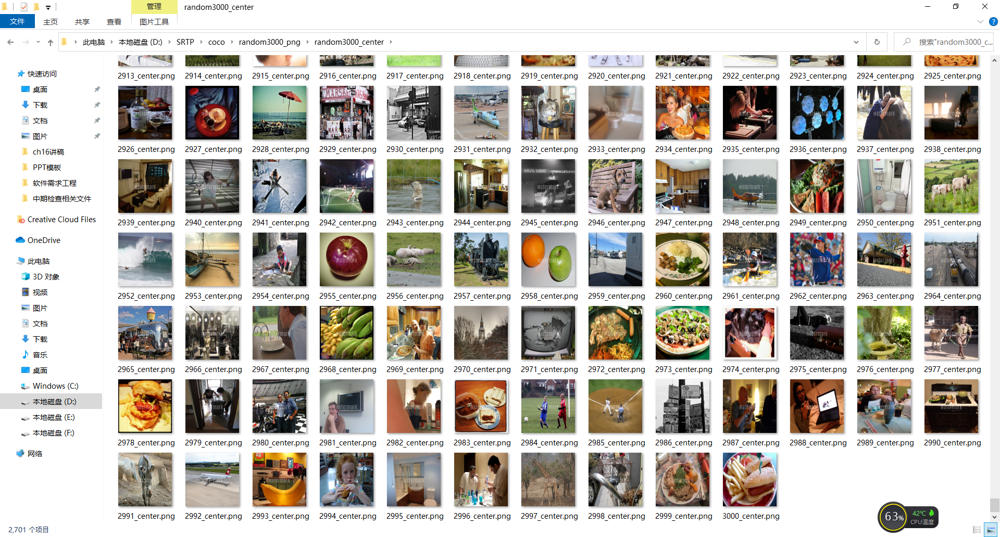 管理
random3000_center
文件
主页
共享
查看
图片工具
此电脑 › 本地磁盘 (D:) › SRTP › coco › random3000_png › random3000_center ›
搜索"random3000_c...
快速访问
桌面
下载
文档
图片
ch16讲稿
PPT模板
软件需求工程
中期检查相关文件
Creative Cloud Files
OneDrive
此电脑
3D 对象
视频
图片
文档
下载
音乐
桌面
Windows (C:)
本地磁盘 (D:)
本地磁盘 (E:)
本地磁盘 (F:)
网络
2913_center.png 2914_center.png 2915_center.png 2916_center.png 2917_center.png 2918_center.png 2919_center.png 2920_center.png 2921_center.png 2922_center.png 2923_center.png 2924_center.png 2925_center.png
2926_center.png 2927_center.png 2928_center.png 2929_center.png 2930_center.png 2931_center.png 2932_center.png 2933_center.png 2934_center.png 2935_center.png 2936_center.png 2937_center.png 2938_center.png
2939_center.png 2940_center.png 2941_center.png 2942_center.png 2943_center.png 2944_center.png 2945_center.png 2946_center.png 2947_center.png 2948_center.png 2949_center.png 2950_center.png 2951_center.png
2952_center.png 2953_center.png 2954_center.png 2955_center.png 2956_center.png 2957_center.png 2958_center.png 2959_center.png 2960_center.png 2961_center.png 2962_center.png 2963_center.png 2964_center.png
2965_center.png 2966_center.png 2967_center.png 2968_center.png 2969_center.png 2970_center.png 2971_center.png 2972_center.png 2973_center.png 2974_center.png 2975_center.png 2976_center.png 2977_center.png
2978_center.png 2979_center.png 2980_center.png 2981_center.png 2982_center.png 2983_center.png 2984_center.png 2985_center.png 2986_center.png 2987_center.png 2988_center.png 2989_center.png 2990_center.png
2991_center.png 2992_center.png 2993_center.png 2994_center.png 2995_center.png 2996_center.png 2997_center.png 2998_center.png 2999_center.png 3000_center.png
63%
42℃
CPU温度
2,701 个项目